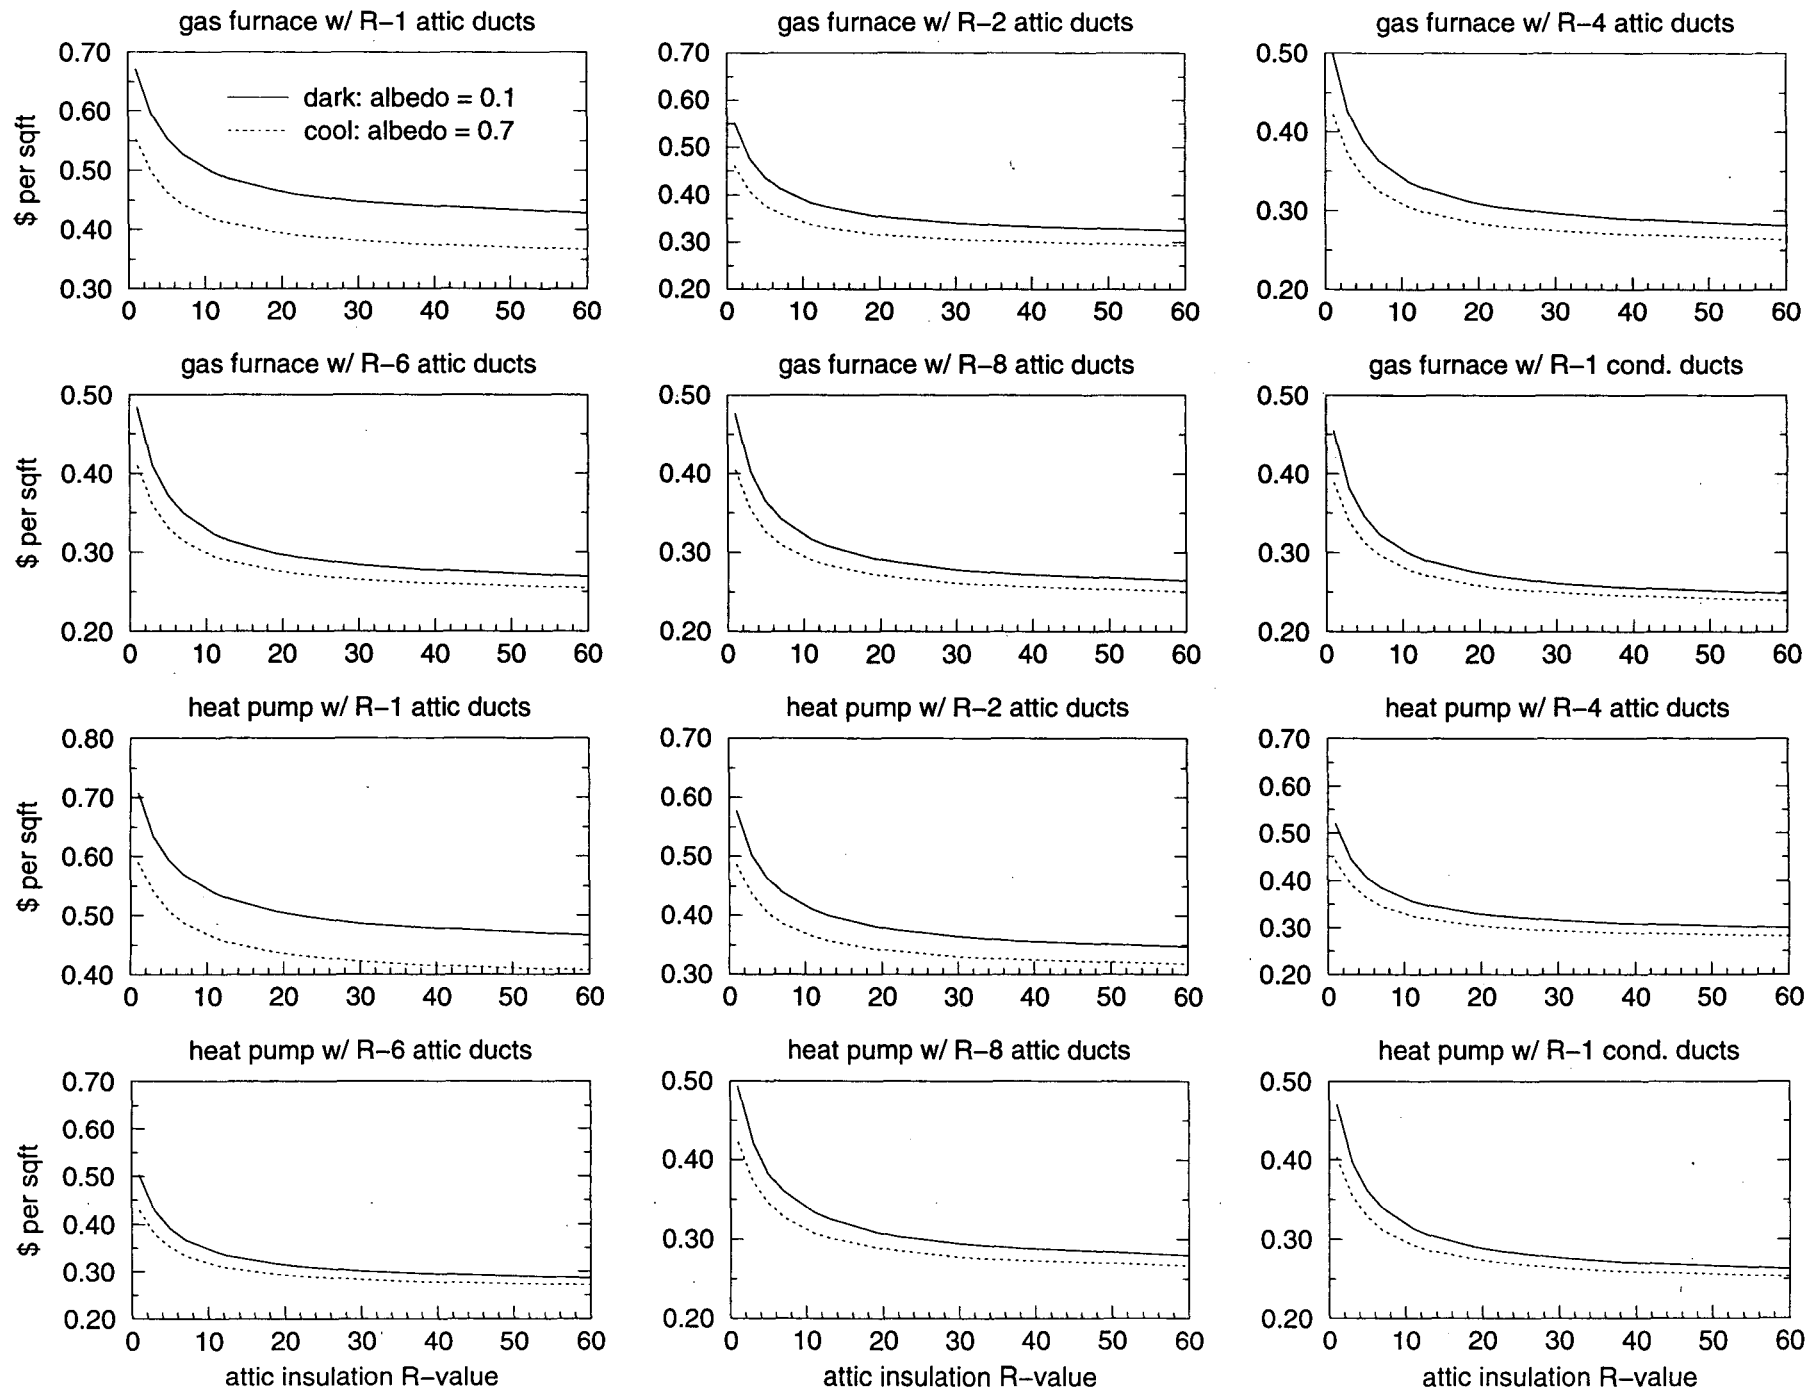 gas furnace w/ R−1 attic ducts
0.70
0.60
0.50
0.40
0.30
$ per sqft
dark: albedo = 0.1
cool: albedo = 0.7
0 10 20 30 40 50 60
gas furnace w/ R−2 attic ducts
0.70
0.60
0.50
0.40
0.30
0.20
0 10 20 30 40 50 60
gas furnace w/ R−4 attic ducts
0.50
0.40
0.30
0.20
0 10 20 30 40 50 60
gas furnace w/ R−6 attic ducts
0.50
0.40
0.30
0.20
$ per sqft
0 10 20 30 40 50 60
gas furnace w/ R−8 attic ducts
0.50
0.40
0.30
0.20
0 10 20 30 40 50 60
gas furnace w/ R−1 cond. ducts
0.50
0.40
0.30
0.20
0 10 20 30 40 50 60
heat pump w/ R−1 attic ducts
0.80
0.70
0.60
0.50
0.40
$ per sqft
0 10 20 30 40 50 60
heat pump w/ R−2 attic ducts
0.70
0.60
0.50
0.40
0.30
0 10 20 30 40 50 60
heat pump w/ R−4 attic ducts
0.70
0.60
0.50
0.40
0.30
0.20
0 10 20 30 40 50 60
heat pump w/ R−6 attic ducts
0.70
0.60
0.50
0.40
0.30
0.20
$ per sqft
0 10 20 30 40 50 60
attic insulation R−value
heat pump w/ R−8 attic ducts
0.50
0.40
0.30
0.20
0 10 20 30 40 50 60
attic insulation R−value
heat pump w/ R−1 cond. ducts
0.50
0.40
0.30
0.20
0 10 20 30 40 50 60
attic insulation R−value